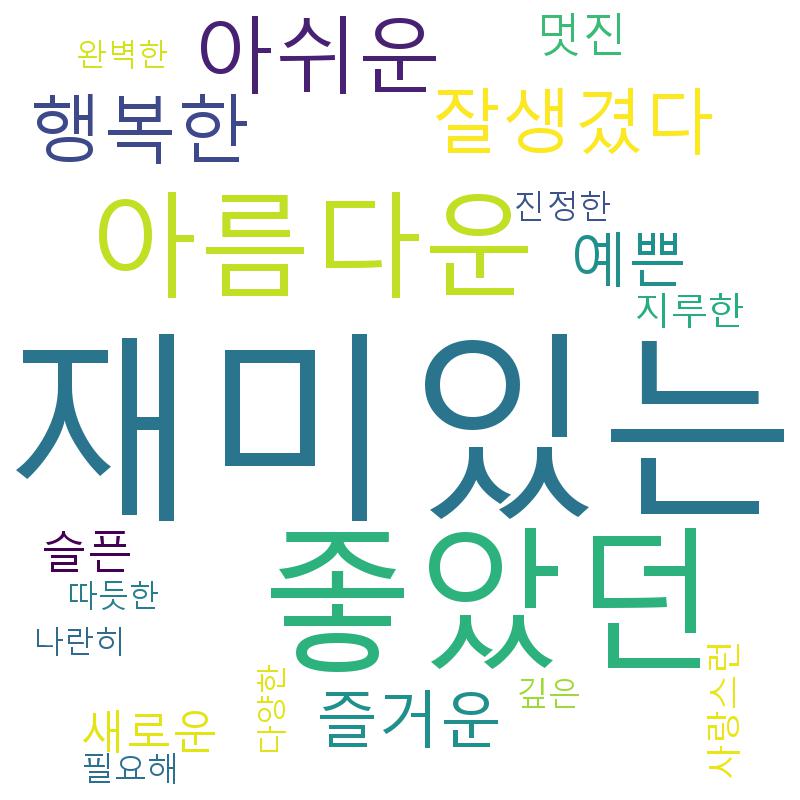 아쉬운
멋진
완벽한
행복한
잘생겼다
아름다운
진정한
예쁜
지루한
재미있는
좋았던
슬픈
따듯한
나란히
다양한
사랑스런
깊은
즐거운
새로운
필요해